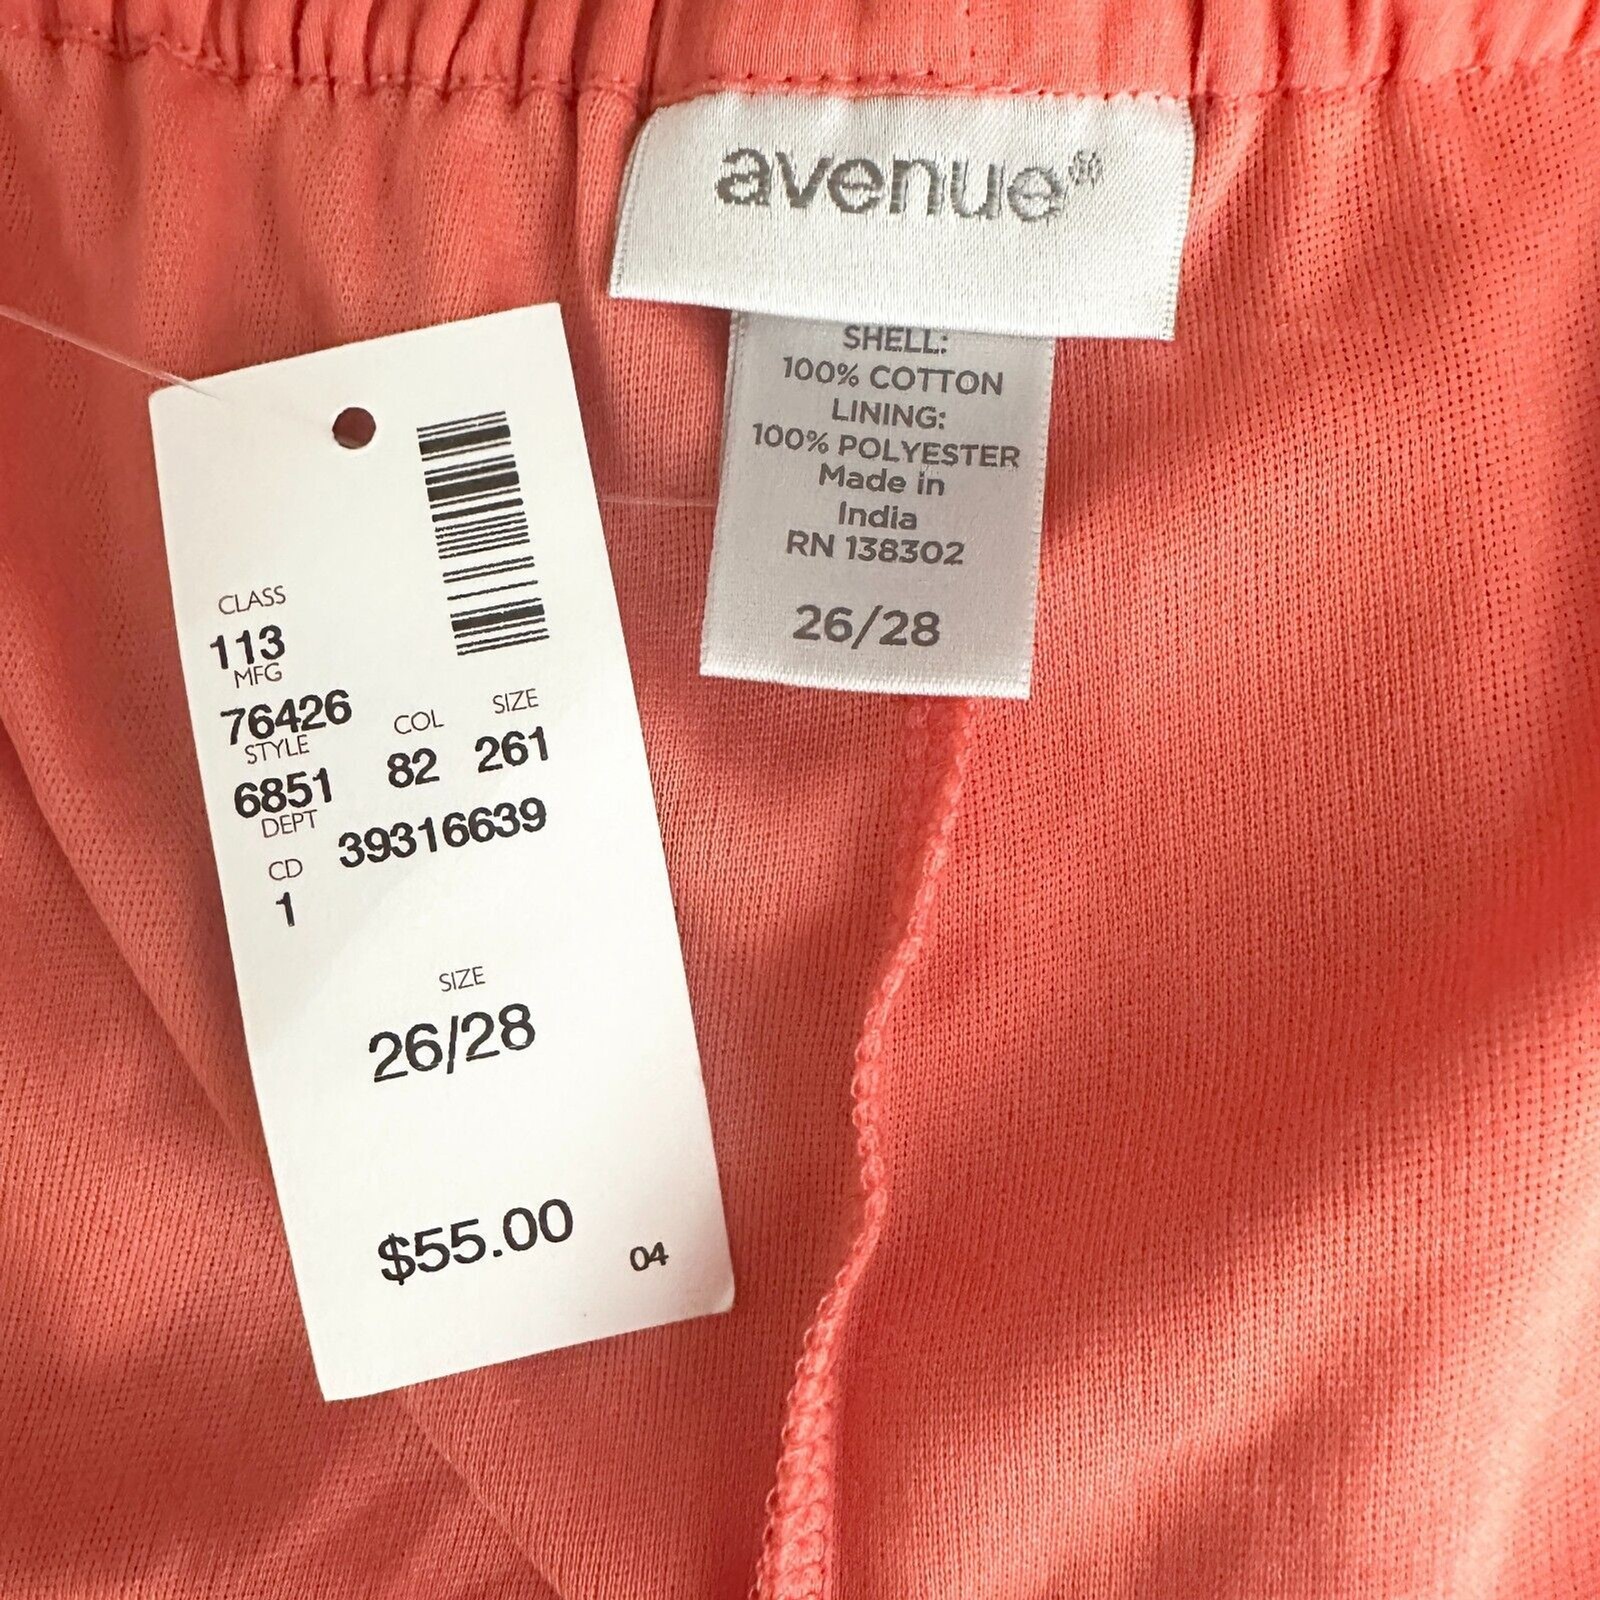 avenue
SHELL:
100% COTTON
LINING:
100% POLYESTER
Made in
India
RN 138302
26/28
CLASS
113
MFG
76426
STYLE COL SIZE
6851 82 261
DEPT
39316639
CD
1
SIZE
26/28
$55.00
04